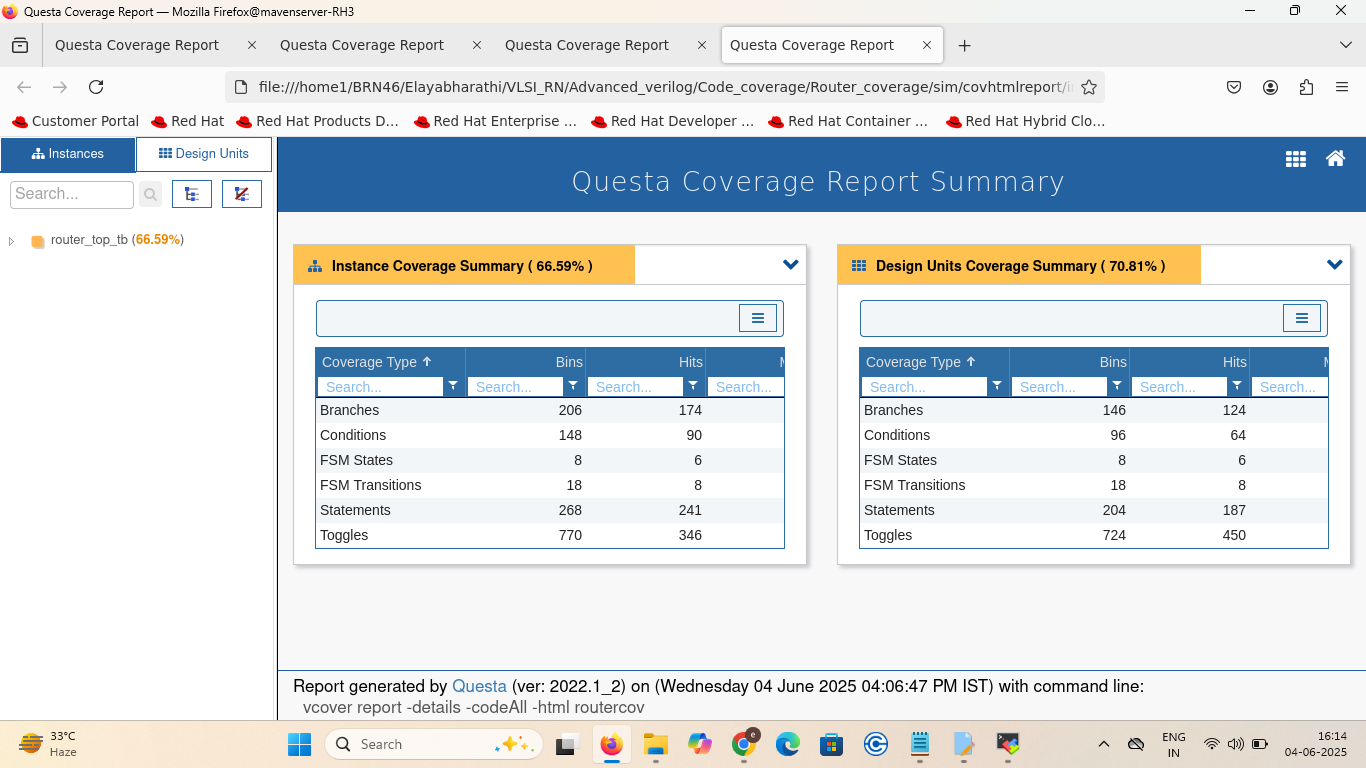 Questa Coverage Report — Mozilla Firefox@mavenserver-RH3
Questa Coverage Report
Questa Coverage Report
Questa Coverage Report
Questa Coverage Report
file:///home1/BRN46/Elayabharathi/VLSI_RN/Advanced_verilog/Code_coverage/Router_coverage/sim/covhtmlreport/i
Customer Portal Red Hat Red Hat Products D... Red Hat Enterprise ... Red Hat Developer ... Red Hat Container ... Red Hat Hybrid Clo...
Instances Design Units
Search...
router_top_tb (66.59%)
Questa Coverage Report Summary
Instance Coverage Summary ( 66.59% )
Coverage Type Bins Hits
Search... Search... Search... Search...
Branches 206 174
Conditions 148 90
FSM States 8 6
FSM Transitions 18 8
Statements 268 241
Toggles 770 346
Design Units Coverage Summary ( 70.81% )
Coverage Type Bins Hits
Search... Search... Search... Search...
Branches 146 124
Conditions 96 64
FSM States 8 6
FSM Transitions 18 8
Statements 204 187
Toggles 724 450
Report generated by Questa (ver: 2022.1_2) on (Wednesday 04 June 2025 04:06:47 PM IST) with command line:
vcover report -details -codeAll -html routercov
33°C
Haze
Search
e
ENG
IN
16:14
04-06-2025